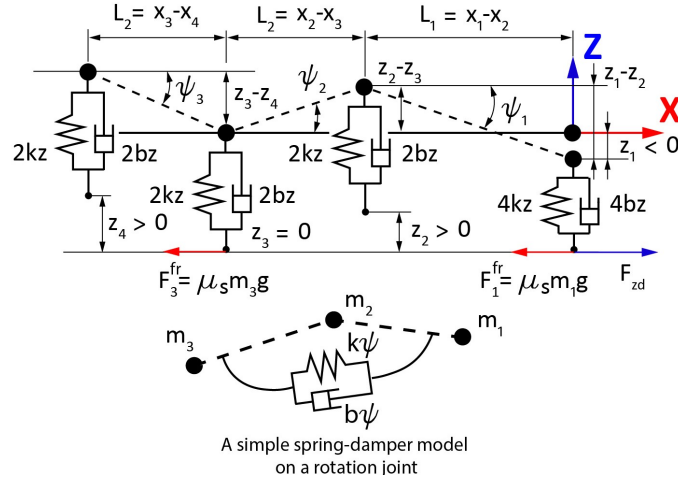 L₂= x₃-x₄
L₂= x₂-x₃
L₁ = x₁-x₂
Z
ψ₃
z₃-z₄
ψ₂
z₂-z₃
ψ₁
z₁-z₂
X
2kz
2bz
2kz
2bz
z₁ < 0
2kz
2bz
4kz
4bz
z₄ > 0
z₃ = 0
z₂ > 0
F₃ᶠʳ= μₛm₃g
F₁ᶠʳ= μₛm₁g
F_zd
m₂
m₃
m₁
kψ
bψ
A simple spring-damper model
on a rotation joint